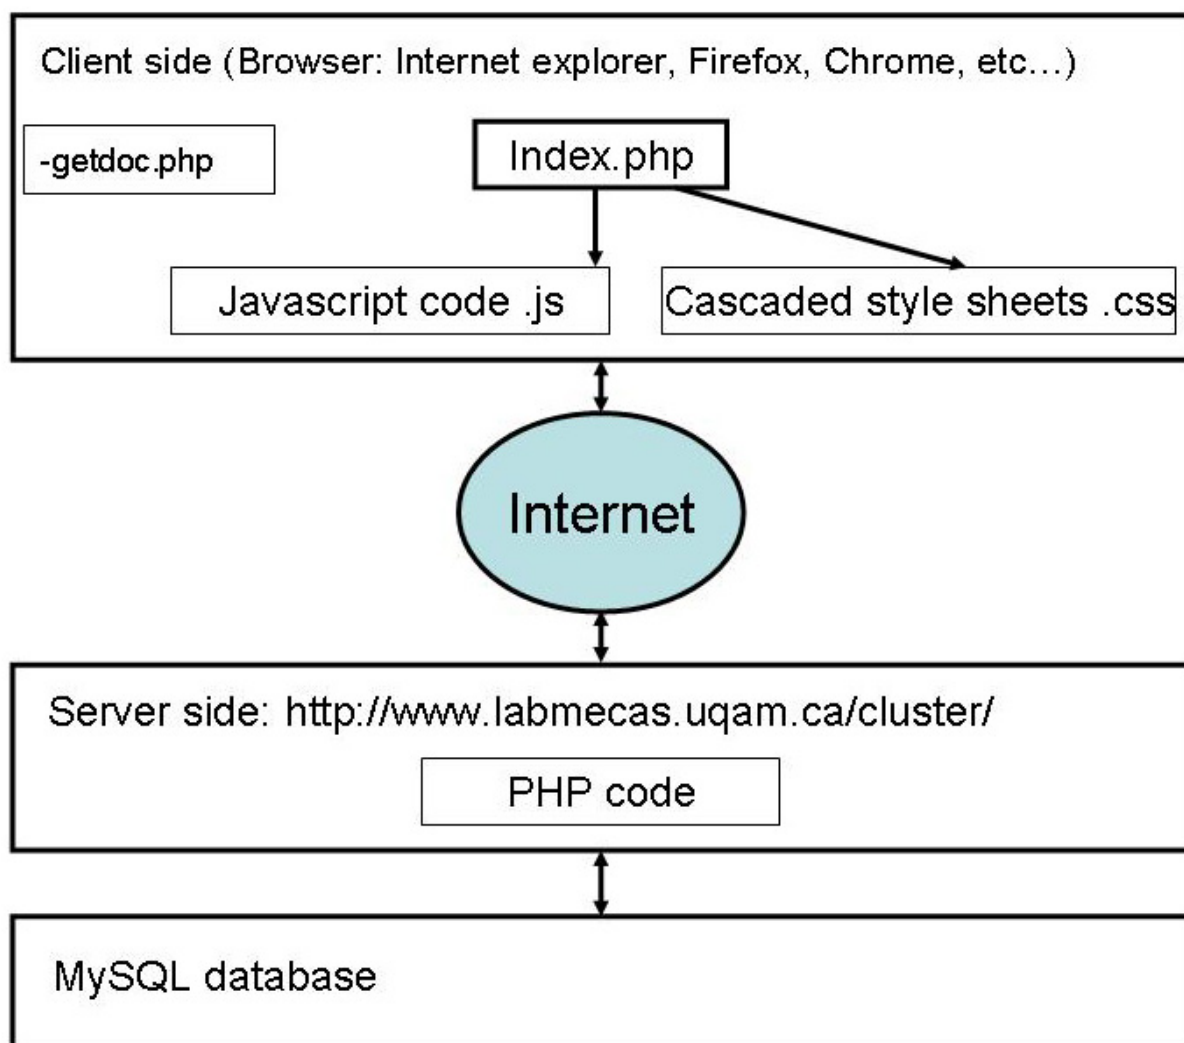 Client side (Browser: Internet explorer, Firefox, Chrome, etc...)
-getdoc.php
Index.php
Javascript code .js
Cascaded style sheets .css
Internet
Server side: http://www.labmecas.uqam.ca/cluster/
PHP code
MySQL database